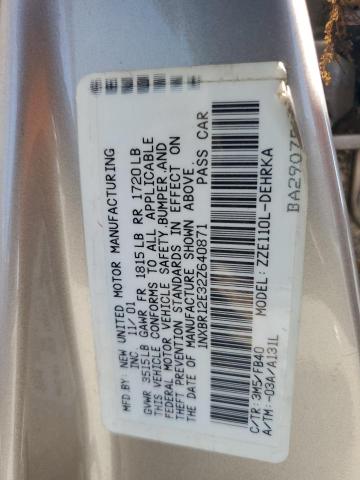 MFD BY: NEW UNITED MOTOR MANUFACTURING
INC. 11/01
GVWR 3515LB GAWR FR 1815LB RR 1720LB
THIS VEHICLE CONFORMS TO ALL APPLICABLE
FEDERAL MOTOR VEHICLE SAFETY, BUMPER, AND
THEFT PREVENTION STANDARDS IN EFFECT ON
THE DATE OF MANUFACTURE SHOWN ABOVE.
1NXBR12E32Z640871 PASS CAR
C/TR: 3M5/FB40 MODEL: ZZE110L-DEHRKA
A/TM: -03A/A131L